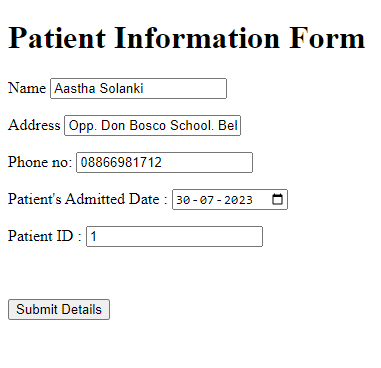 Patient Information Form
Name Aastha Solanki
Address Opp. Don Bosco School. Bel
Phone no: 08866981712
Patient's Admitted Date : 30-07-2023
Patient ID : 1
Submit Details